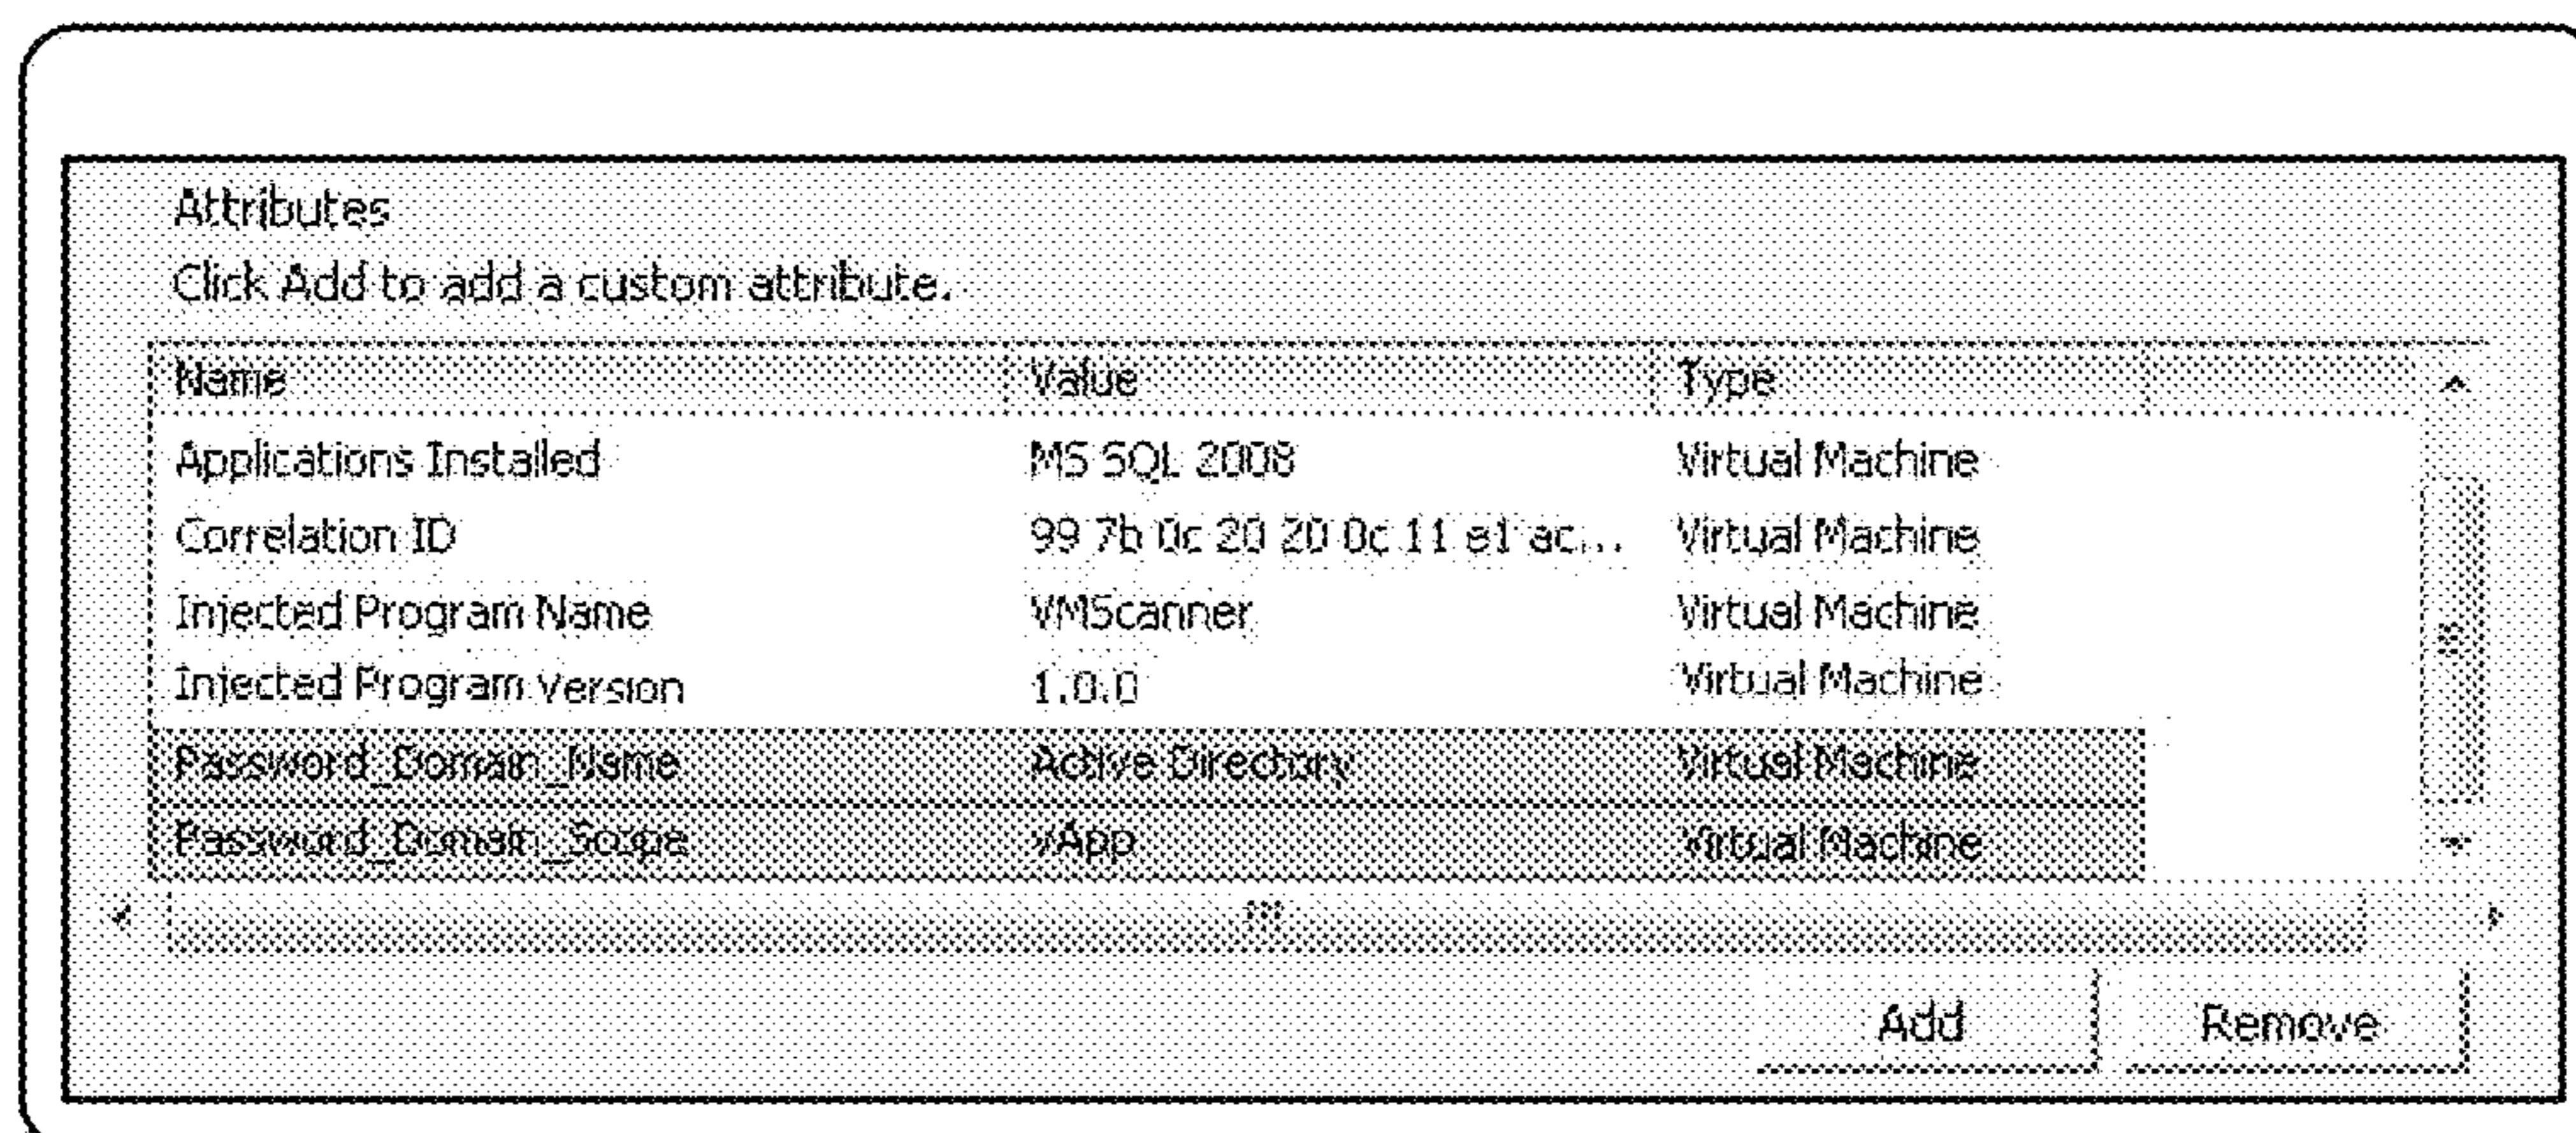 Attributes
Click Add to add a custom attribute.
Name Value Type
Applications Installed MS SQL 2008 Virtual Machine
Correlation ID 99 7b 0c 20 20 0c 11 e1 ac... Virtual Machine
Injected Program Name VMScanner Virtual Machine
Injected Program Version 1.0.0 Virtual Machine
Password_Domain_Name Active Directory Virtual Machine
Password_Domain_Scope vApp Virtual Machine
Add Remove